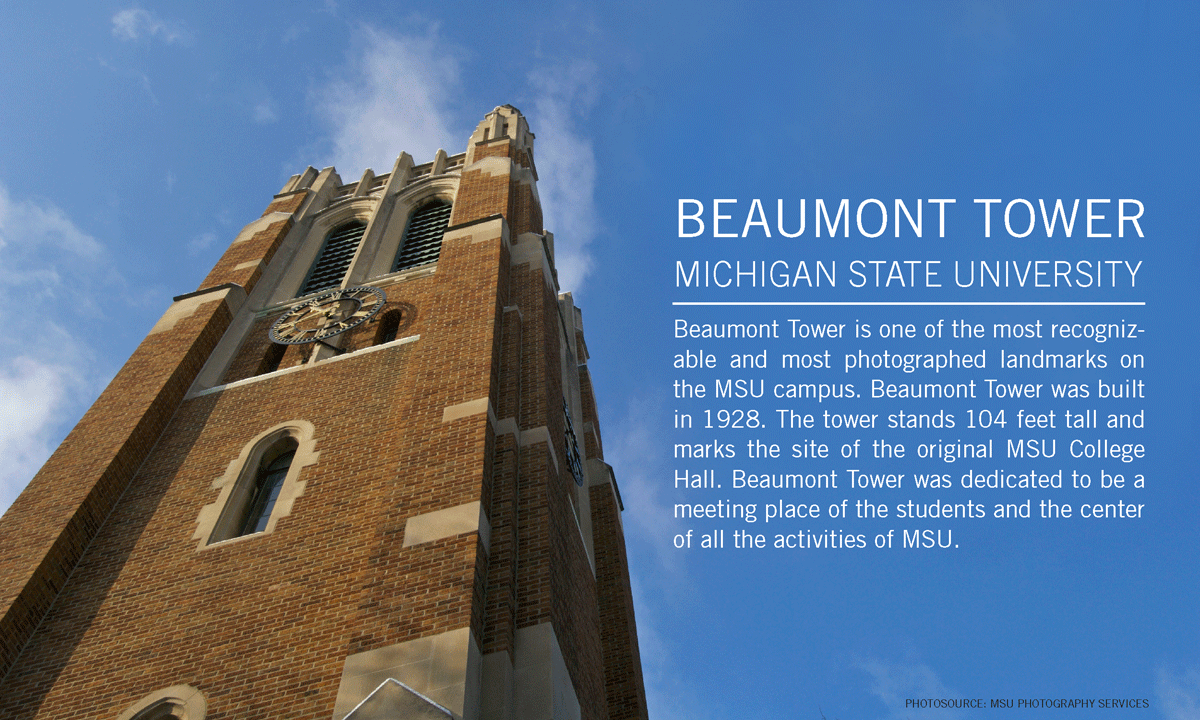 BEAUMONT TOWER
MICHIGAN STATE UNIVERSITY
Beaumont Tower is one of the most recogniz-
able and most photographed landmarks on
the MSU campus. Beaumont Tower was built
in 1928. The tower stands 104 feet tall and
marks the site of the original MSU College
Hall. Beaumont Tower was dedicated to be a
meeting place of the students and the center
of all the activities of MSU.
PHOTOSOURCE: MSU PHOTOGRAPHY SERVICES